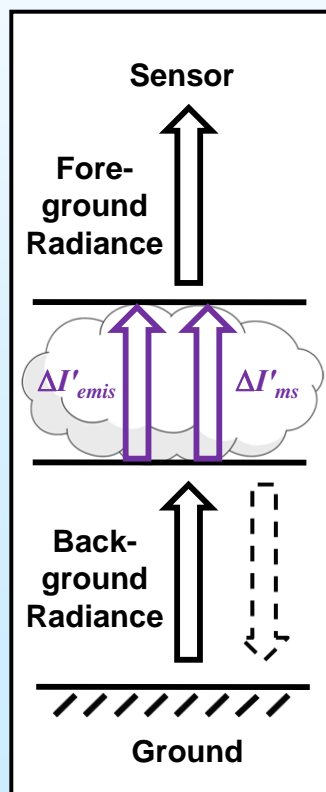 Sensor
Fore-
ground
Radiance
ΔI′emis
ΔI′ms
Back-
ground
Radiance
Ground